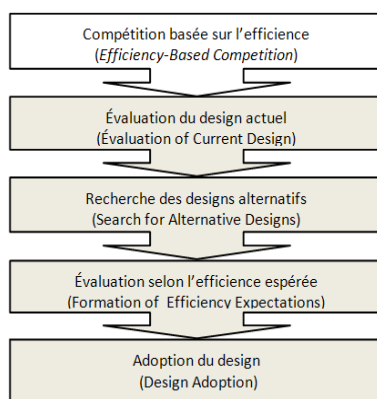 Compétition basée sur l'efficience
(Efficiency-Based Competition)
Évaluation du design actuel
(Évaluation of Current Design)
Recherche des designs alternatifs
(Search for Alternative Designs)
Évaluation selon l'efficience espérée
(Formation of Efficiency Expectations)
Adoption du design
(Design Adoption)